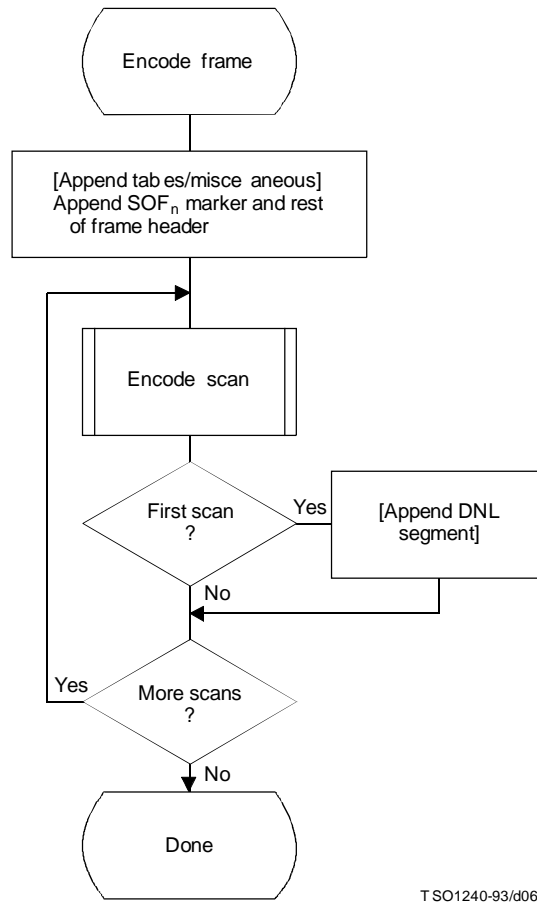 Encode frame
[Append tab es/misce aneous]
Append SOFn marker and rest
of frame header
Encode scan
First scan
?
Yes
[Append DNL
segment]
No
More scans
?
Yes
No
Done
TSO1240-93/d06